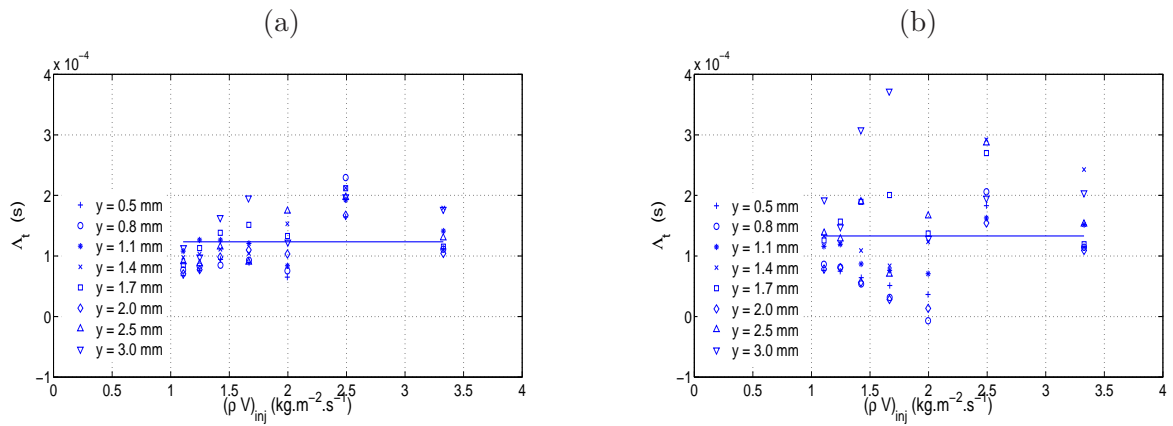 (a)
x 10⁻⁴
4
3
2
1
0
−1
0 0.5 1 1.5 2 2.5 3 3.5 4
Λt (s)
(ρ V)inj (kg.m⁻².s⁻¹)
y = 0.5 mm
y = 0.8 mm
y = 1.1 mm
y = 1.4 mm
y = 1.7 mm
y = 2.0 mm
y = 2.5 mm
y = 3.0 mm
(b)
x 10⁻⁴
4
3
2
1
0
−1
0 0.5 1 1.5 2 2.5 3 3.5 4
Λt (s)
(ρ V)inj (kg.m⁻².s⁻¹)
y = 0.5 mm
y = 0.8 mm
y = 1.1 mm
y = 1.4 mm
y = 1.7 mm
y = 2.0 mm
y = 2.5 mm
y = 3.0 mm